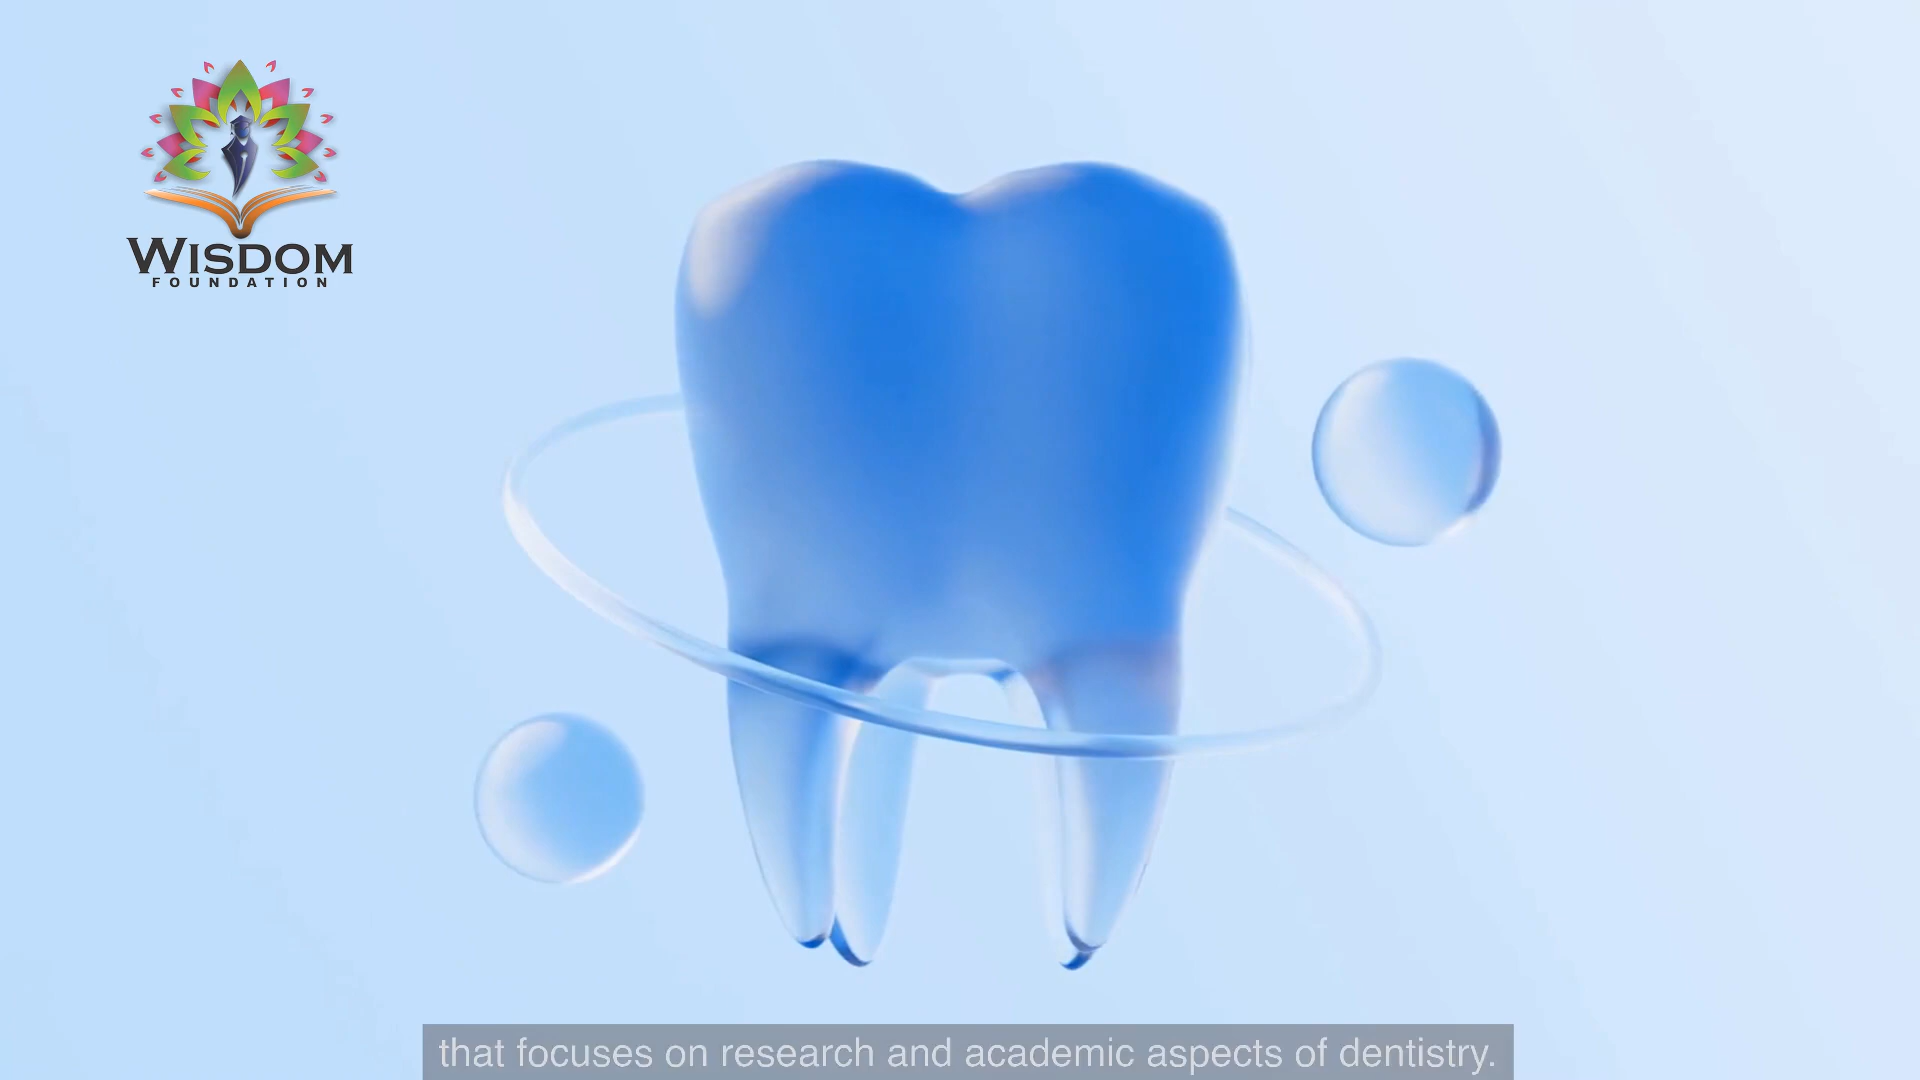 WISDOM
FOUNDATION
that focuses on research and academic aspects of dentistry.